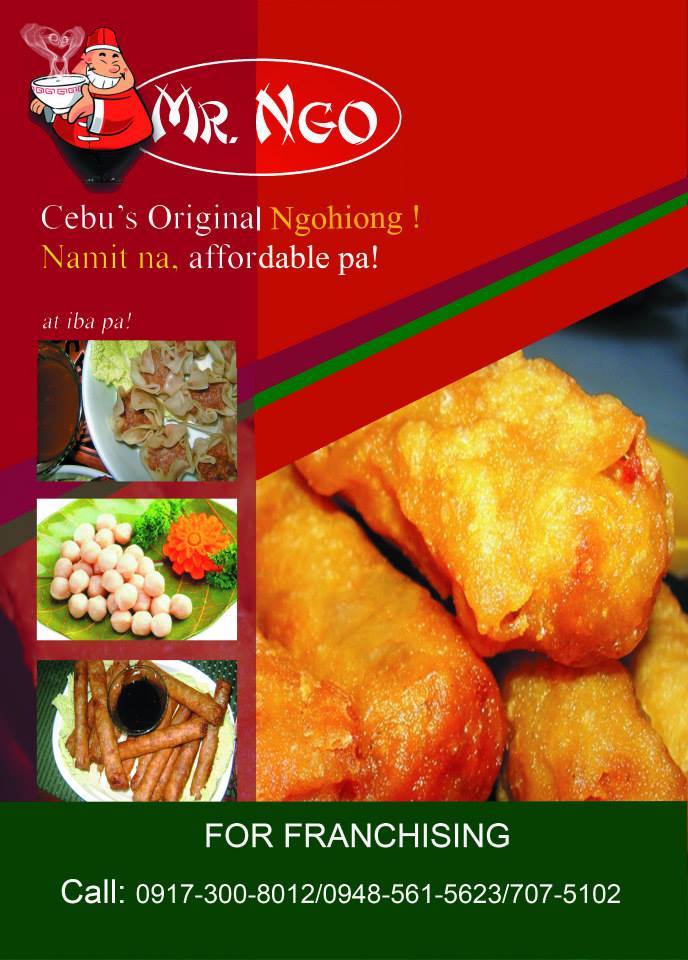 MR. NGO
Cebu's Original Ngohiong !
Namit na, affordable pa!
at iba pa!
FOR FRANCHISING
Call: 0917-300-8012/0948-561-5623/707-5102